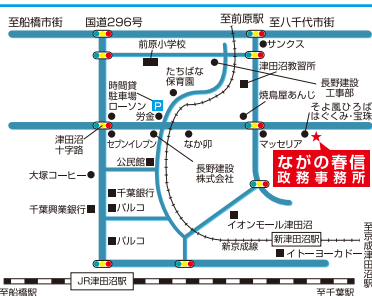 至船橋市街
国道296号
至前原駅
至八千代市街
サンクス
前原小学校
津田沼教習所
たちばな
保育園
長野建設
工事部
時間貸
駐車場
P
ローソン
労金
焼鳥屋あんじ
そよ風ひろば
はぐくみ・宝珠
津田沼
十字路
セブンイレブン
なか卯
マッセリア
ながの春信
政務事務所
公民館
長野建設
株式会社
大塚コーヒー
千葉銀行
千葉興業銀行
パルコ
イオンモール津田沼
パルコ
新京成線
新津田沼駅
イトーヨーカドー
至京成津田沼駅
JR津田沼駅
至船橋駅
至千葉駅